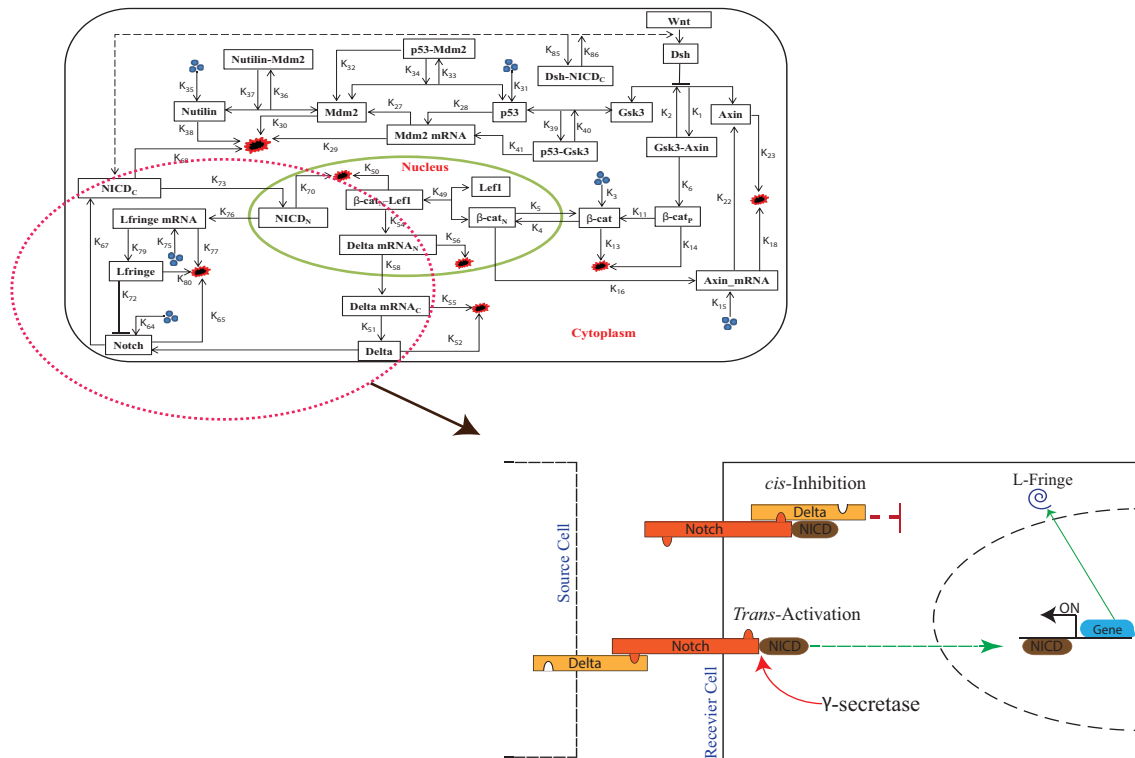 Wnt
Dsh
K85
K86
Dsh-NICDC
p53-Mdm2
Nutilin-Mdm2
K32
K34
K33
K35
K37
K36
K31
Nutilin
Mdm2
K27
K28
p53
Gsk3
K2
K1
Axin
K38
K30
Mdm2 mRNA
K39
K40
Gsk3-Axin
K29
K41
p53-Gsk3
K23
K68
Nucleus
NICDC
K73
K70
K50
Lef1
K3
K6
K22
β-cat–Lef1
K49
Lfringe mRNA
K76
NICDN
β-catN
K5
K4
β-cat
K11
β-catP
K54
K67
K79
K75
K77
Delta mRNAN
K56
K13
K14
K18
Lfringe
K80
K58
Axin_mRNA
K72
K16
K15
Delta mRNAC
K55
K64
K65
K51
Cytoplasm
Notch
Delta
K52
cis-Inhibition
L-Fringe
Delta
Notch
NICD
Source Cell
Trans-Activation
ON
Gene
Notch
NICD
NICD
Delta
Recevier Cell
γ-secretase